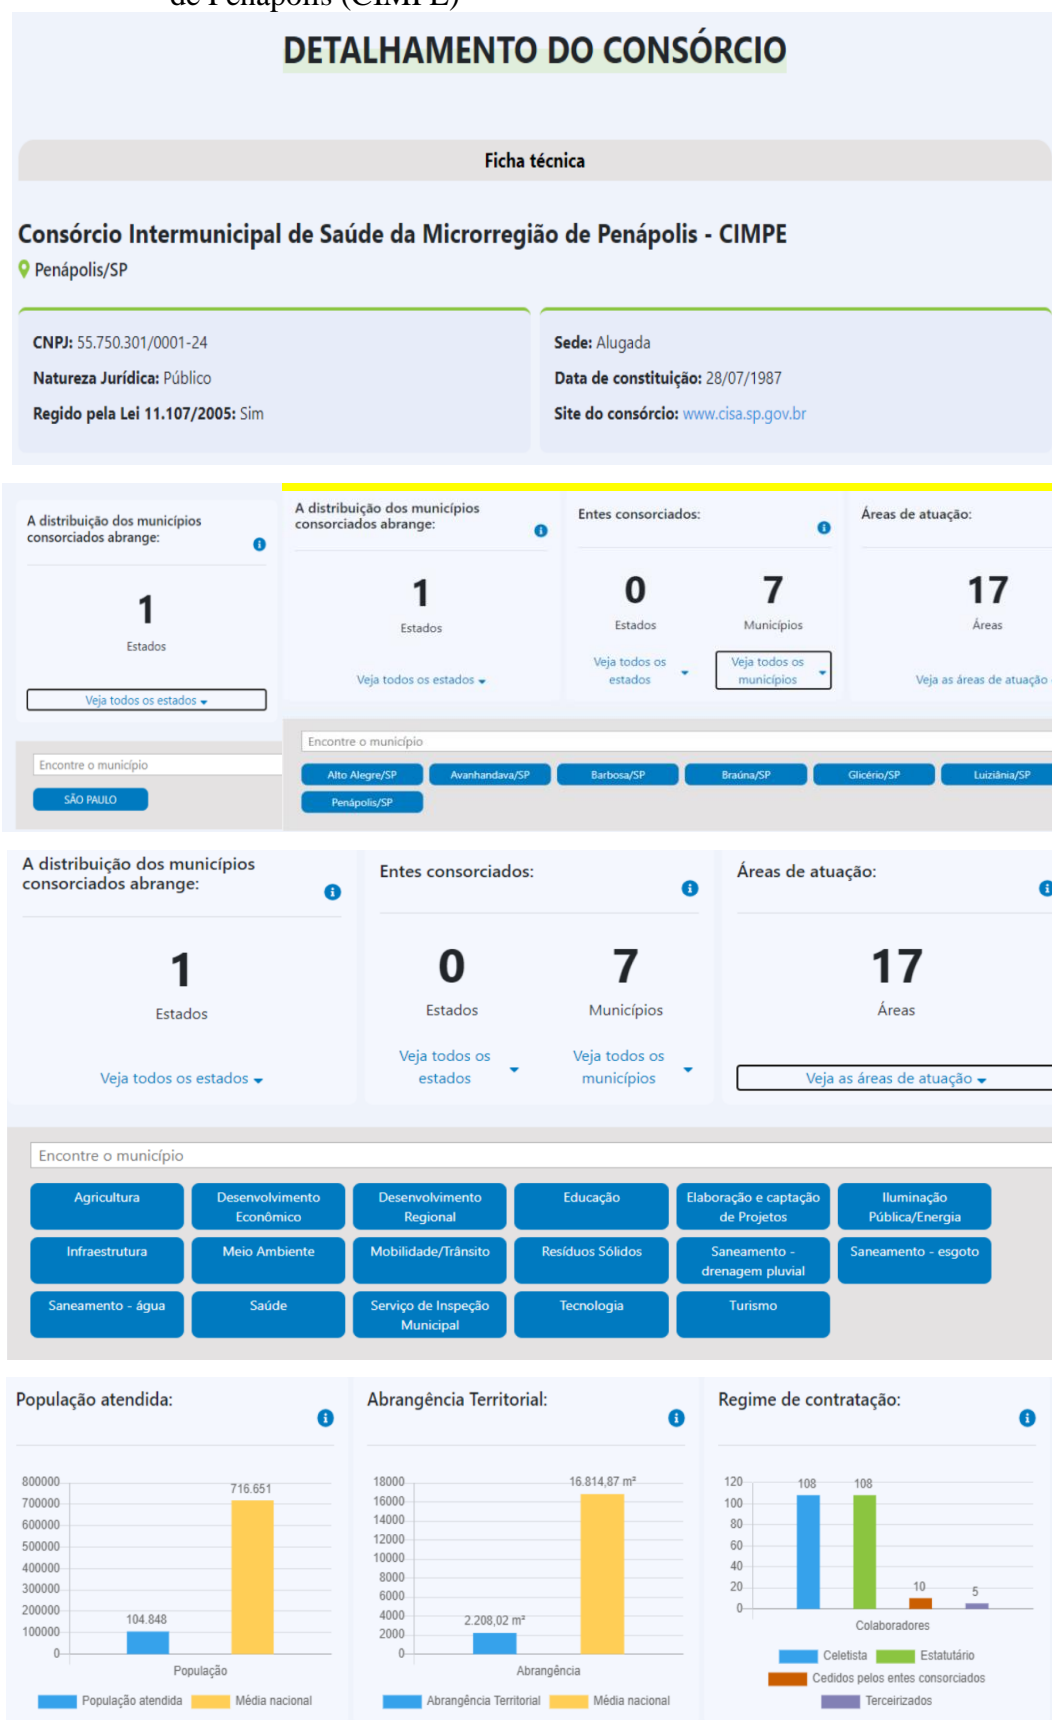 de Penápolis (CIMPE)
DETALHAMENTO DO CONSÓRCIO
Ficha técnica
Consórcio Intermunicipal de Saúde da Microrregião de Penápolis - CIMPE
Penápolis/SP
CNPJ: 55.750.301/0001-24
Natureza Jurídica: Público
Regido pela Lei 11.107/2005: Sim
Sede: Alugada
Data de constituição: 28/07/1987
Site do consórcio: www.cisa.sp.gov.br
A distribuição dos municípios
consorciados abrange:
1
Estados
Veja todos os estados
Encontre o município
SÃO PAULO
A distribuição dos municípios
consorciados abrange:
1
Estados
Veja todos os estados
Entes consorciados:
0
Estados
Veja todos os
estados
7
Municípios
Veja todos os
municípios
Áreas de atuação:
17
Áreas
Veja as áreas de atuação
Encontre o município
Alto Alegre/SP Avanhandava/SP Barbosa/SP Braúna/SP Glicério/SP Luiziânia/SP
Penápolis/SP
A distribuição dos municípios
consorciados abrange:
1
Estados
Veja todos os estados
Entes consorciados:
0
Estados
Veja todos os
estados
7
Municípios
Veja todos os
municípios
Áreas de atuação:
17
Áreas
Veja as áreas de atuação
Encontre o município
Agricultura
Desenvolvimento
Econômico
Desenvolvimento
Regional
Educação
Elaboração e captação
de Projetos
Iluminação
Pública/Energia
Infraestrutura
Meio Ambiente
Mobilidade/Trânsito
Resíduos Sólidos
Saneamento -
drenagem pluvial
Saneamento - esgoto
Saneamento - água
Saúde
Serviço de Inspeção
Municipal
Tecnologia
Turismo
População atendida:
800000
700000
600000
500000
400000
300000
200000
100000
0
104.848
716.651
População
População atendida Média nacional
Abrangência Territorial:
18000
16000
14000
12000
10000
8000
6000
4000
2000
0
2.208,02 m²
16.814,87 m²
Abrangência
Abrangência Territorial Média nacional
Regime de contratação:
120
100
80
60
40
20
0
108
108
10
5
Colaboradores
Celetista Estatutário
Cedidos pelos entes consorciados
Terceirizados